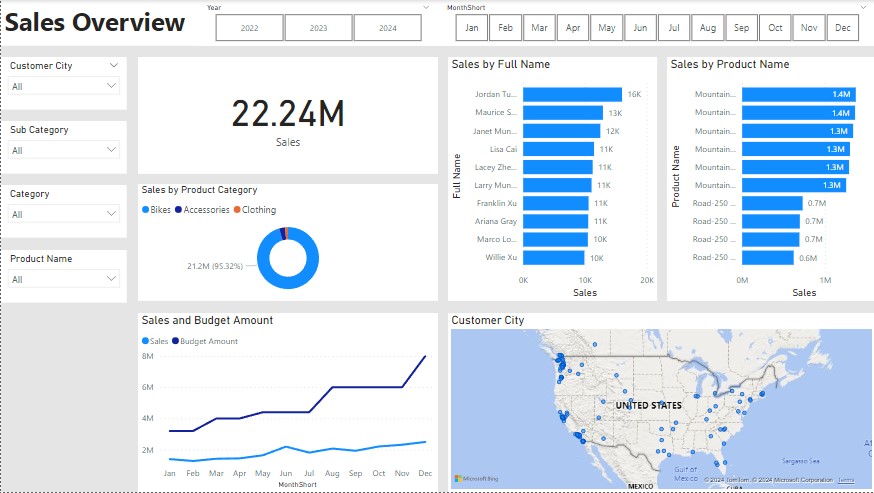 Sales Overview
Year
2022 2023 2024
MonthShort
Jan Feb Mar Apr May Jun Jul Aug Sep Oct Nov Dec
Customer City
All
Sub Category
All
Category
All
Product Name
All
22.24M
Sales
Sales by Product Category
Bikes Accessories Clothing
21.2M (95.32%)
Sales by Full Name
Full Name
Jordan Tu... 16K
Maurice S... 13K
Janet Mun... 12K
Lisa Cai 11K
Lacey Zhe... 11K
Larry Mun... 11K
Franklin Xu 11K
Ariana Gray 11K
Marco Lo... 10K
Willie Xu 10K
0K 10K 20K
Sales
Sales by Product Name
Product Name
Mountain... 1.4M
Mountain... 1.4M
Mountain... 1.3M
Mountain... 1.3M
Mountain... 1.3M
Mountain... 1.3M
Road-250 ... 0.7M
Road-250 ... 0.7M
Road-250 ... 0.7M
Road-250 ... 0.6M
0M 1M
Sales
Sales and Budget Amount
Sales Budget Amount
8M
6M
4M
2M
Jan Feb Mar Apr May Jun Jul Aug Sep Oct Nov Dec
MonthShort
Customer City
UNITED STATES
Gulf of
Mexico
Sargasso Sea
MEXICO
CUBA
Microsoft Bing
© 2024 TomTom, © 2024 Microsoft Corporation Terms